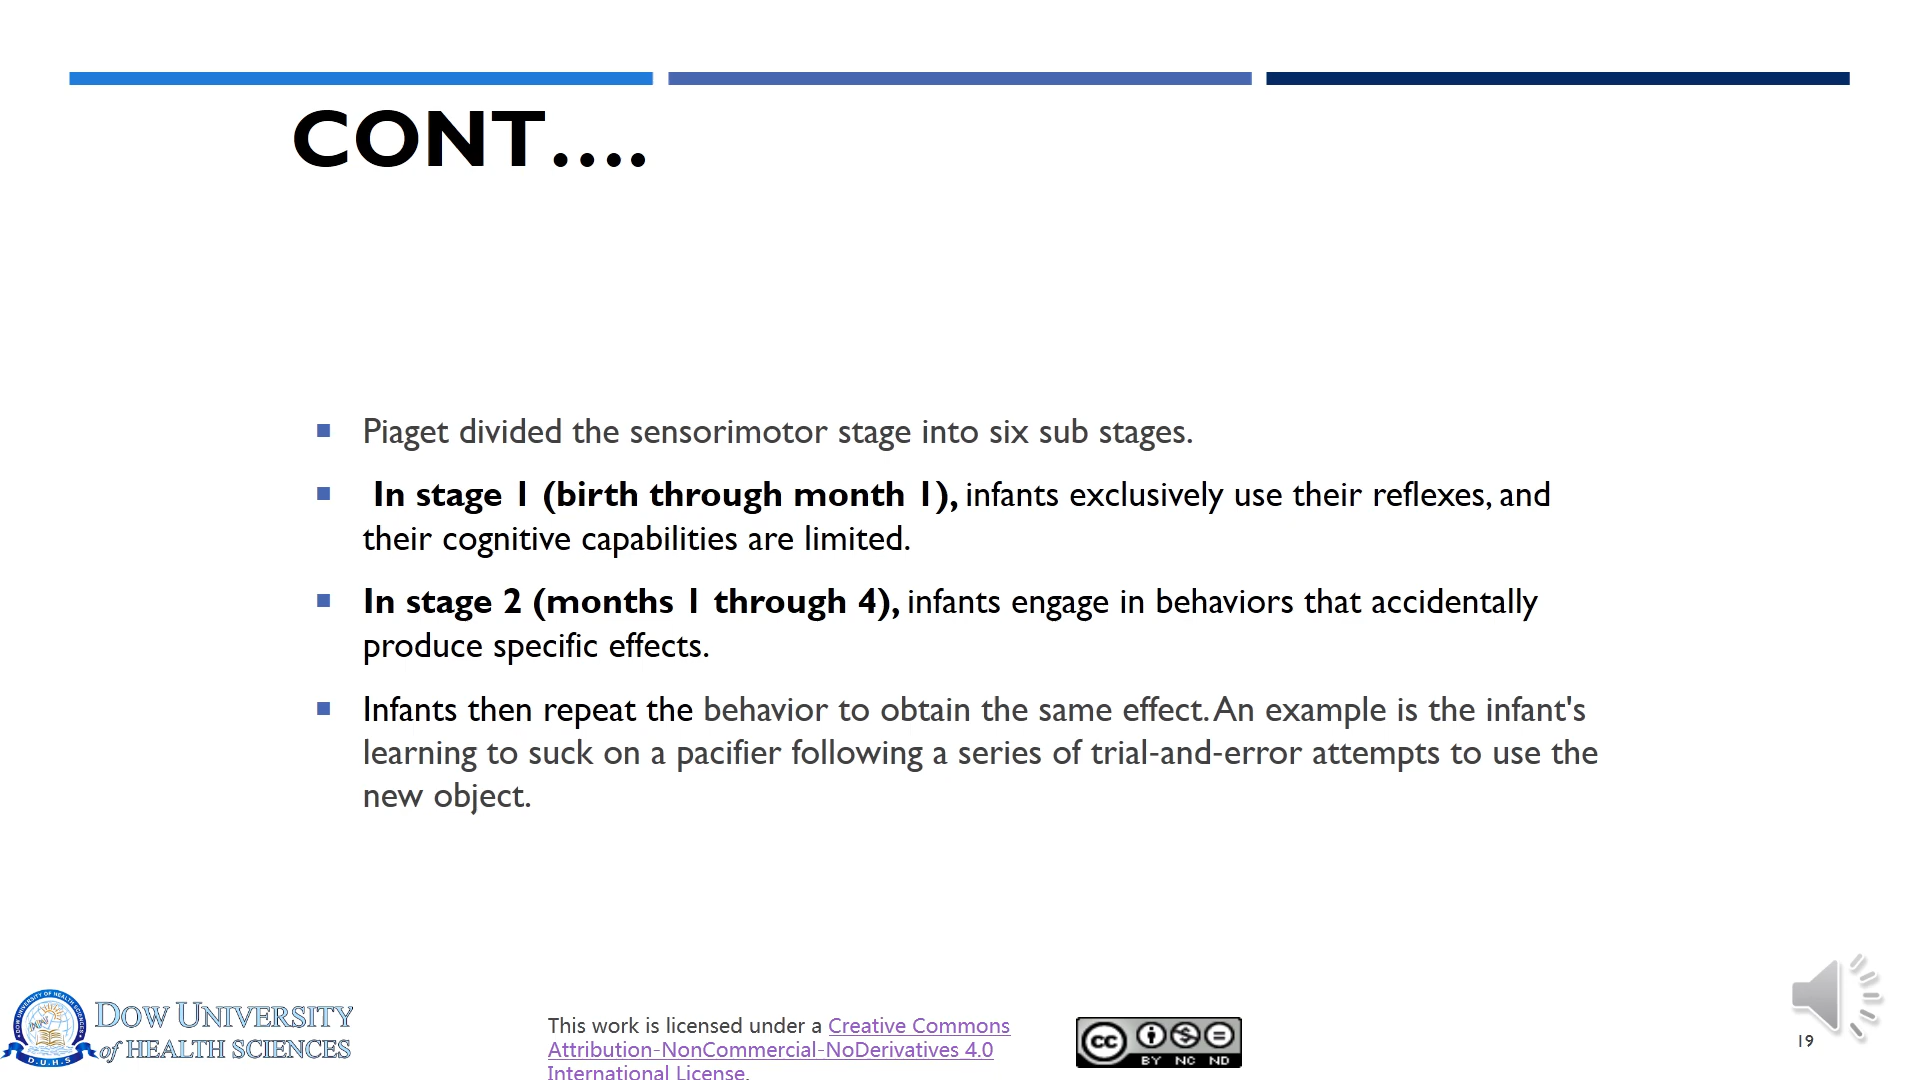 CONT....
Piaget divided the sensorimotor stage into six sub stages.
In stage 1 (birth through month 1), infants exclusively use their reflexes, and
their cognitive capabilities are limited.
In stage 2 (months 1 through 4), infants engage in behaviors that accidentally
produce specific effects.
Infants then repeat the behavior to obtain the same effect. An example is the infant's
learning to suck on a pacifier following a series of trial-and-error attempts to use the
new object.
DOW UNIVERSITY
of HEALTH SCIENCES
D.U.H.S
This work is licensed under a Creative Commons
Attribution-NonCommercial-NoDerivatives 4.0
International License.
CC
BY NC ND
19